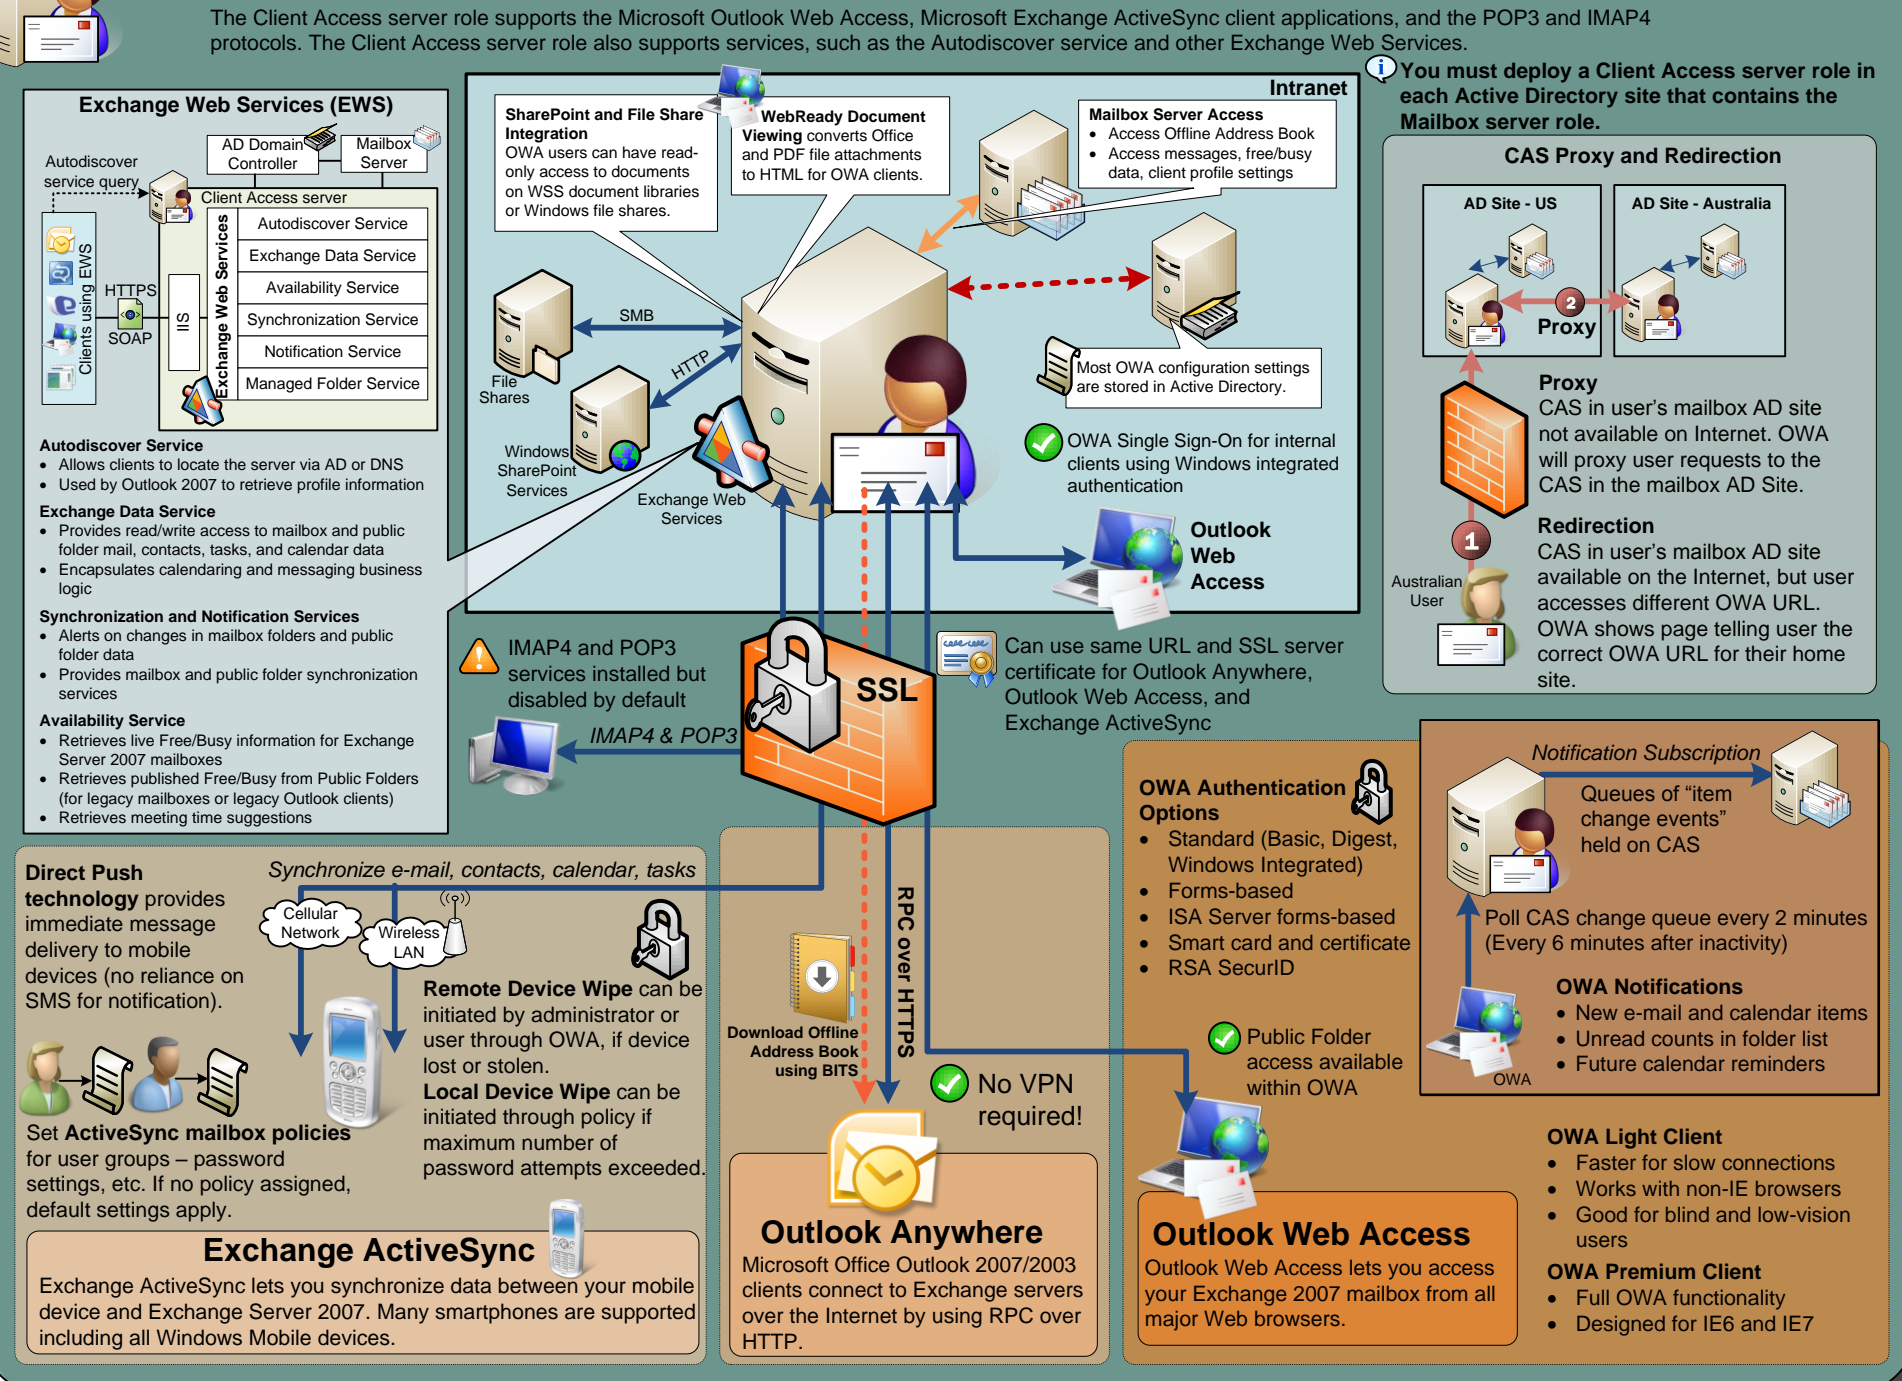 The Client Access server role supports the Microsoft Outlook Web Access, Microsoft Exchange ActiveSync client applications, and the POP3 and IMAP4
protocols. The Client Access server role also supports services, such as the Autodiscover service and other Exchange Web Services.
Exchange Web Services (EWS)
AD Domain
Controller
Mailbox
Server
Autodiscover
service query
Client Access server
Clients using EWS
HTTPS
SOAP
IIS
Exchange Web Services
Autodiscover Service
Exchange Data Service
Availability Service
Synchronization Service
Notification Service
Managed Folder Service
Autodiscover Service
• Allows clients to locate the server via AD or DNS
• Used by Outlook 2007 to retrieve profile information
Exchange Data Service
• Provides read/write access to mailbox and public
folder mail, contacts, tasks, and calendar data
• Encapsulates calendaring and messaging business
logic
Synchronization and Notification Services
• Alerts on changes in mailbox folders and public
folder data
• Provides mailbox and public folder synchronization
services
Availability Service
• Retrieves live Free/Busy information for Exchange
Server 2007 mailboxes
• Retrieves published Free/Busy from Public Folders
(for legacy mailboxes or legacy Outlook clients)
• Retrieves meeting time suggestions
Intranet
SharePoint and File Share
Integration
OWA users can have read-
only access to documents
on WSS document libraries
or Windows file shares.
WebReady Document
Viewing converts Office
and PDF file attachments
to HTML for OWA clients.
Mailbox Server Access
• Access Offline Address Book
• Access messages, free/busy
data, client profile settings
SMB
HTTP
File
Shares
Windows
SharePoint
Services
Exchange Web
Services
Most OWA configuration settings
are stored in Active Directory.
OWA Single Sign-On for internal
clients using Windows integrated
authentication
Outlook
Web
Access
i
You must deploy a Client Access server role in
each Active Directory site that contains the
Mailbox server role.
CAS Proxy and Redirection
AD Site - US
AD Site - Australia
2
Proxy
1
Australian
User
Proxy
CAS in user’s mailbox AD site
not available on Internet. OWA
will proxy user requests to the
CAS in the mailbox AD Site.
Redirection
CAS in user’s mailbox AD site
available on the Internet, but user
accesses different OWA URL.
OWA shows page telling user the
correct OWA URL for their home
site.
!
IMAP4 and POP3
services installed but
disabled by default
IMAP4 & POP3
SSL
Can use same URL and SSL server
certificate for Outlook Anywhere,
Outlook Web Access, and
Exchange ActiveSync
Direct Push
technology provides
immediate message
delivery to mobile
devices (no reliance on
SMS for notification).
Synchronize e-mail, contacts, calendar, tasks
Cellular
Network
Wireless
LAN
Remote Device Wipe can be
initiated by administrator or
user through OWA, if device
lost or stolen.
Local Device Wipe can be
initiated through policy if
maximum number of
password attempts exceeded.
Set ActiveSync mailbox policies
for user groups – password
settings, etc. If no policy assigned,
default settings apply.
Exchange ActiveSync
Exchange ActiveSync lets you synchronize data between your mobile
device and Exchange Server 2007. Many smartphones are supported
including all Windows Mobile devices.
RPC over HTTPS
Download Offline
Address Book
using BITS
No VPN
required!
Outlook Anywhere
Microsoft Office Outlook 2007/2003
clients connect to Exchange servers
over the Internet by using RPC over
HTTP.
OWA Authentication
Options
• Standard (Basic, Digest,
Windows Integrated)
• Forms-based
• ISA Server forms-based
• Smart card and certificate
• RSA SecurID
Public Folder
access available
within OWA
Outlook Web Access
Outlook Web Access lets you access
your Exchange 2007 mailbox from all
major Web browsers.
Notification Subscription
Queues of “item
change events”
held on CAS
Poll CAS change queue every 2 minutes
(Every 6 minutes after inactivity)
OWA Notifications
• New e-mail and calendar items
• Unread counts in folder list
• Future calendar reminders
OWA
OWA Light Client
• Faster for slow connections
• Works with non-IE browsers
• Good for blind and low-vision
users
OWA Premium Client
• Full OWA functionality
• Designed for IE6 and IE7